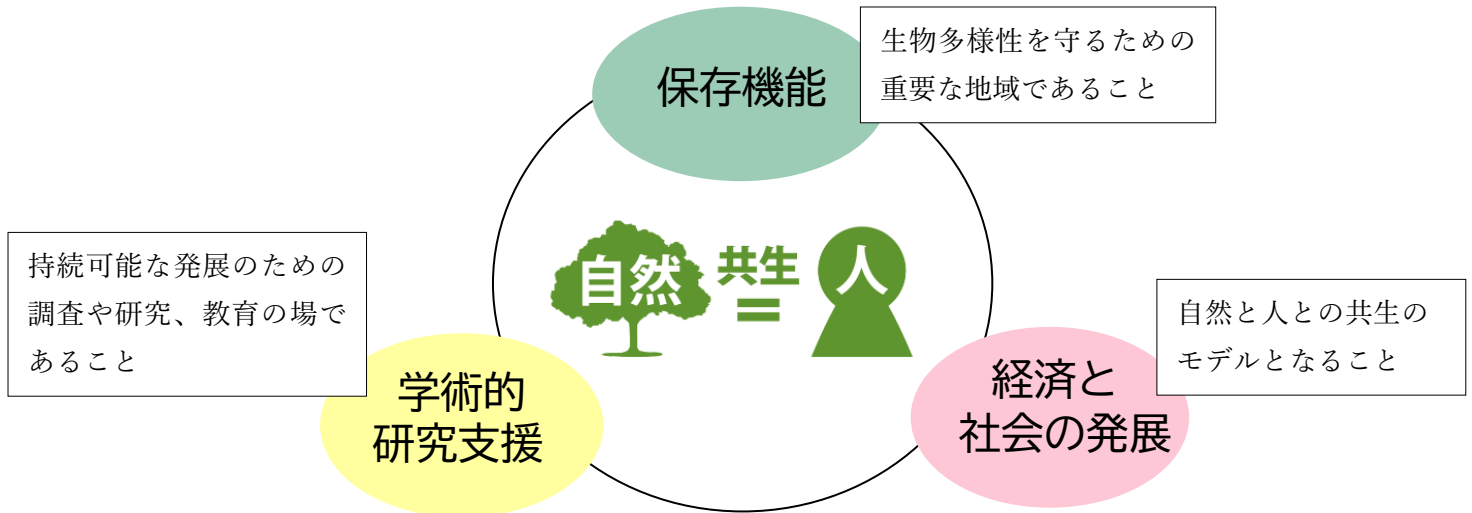 保存機能
生物多様性を守るための
重要な地域であること
自然
共生
＝
人
持続可能な発展のための
調査や研究、教育の場で
あること
学術的
研究支援
自然と人との共生の
モデルとなること
経済と
社会の発展